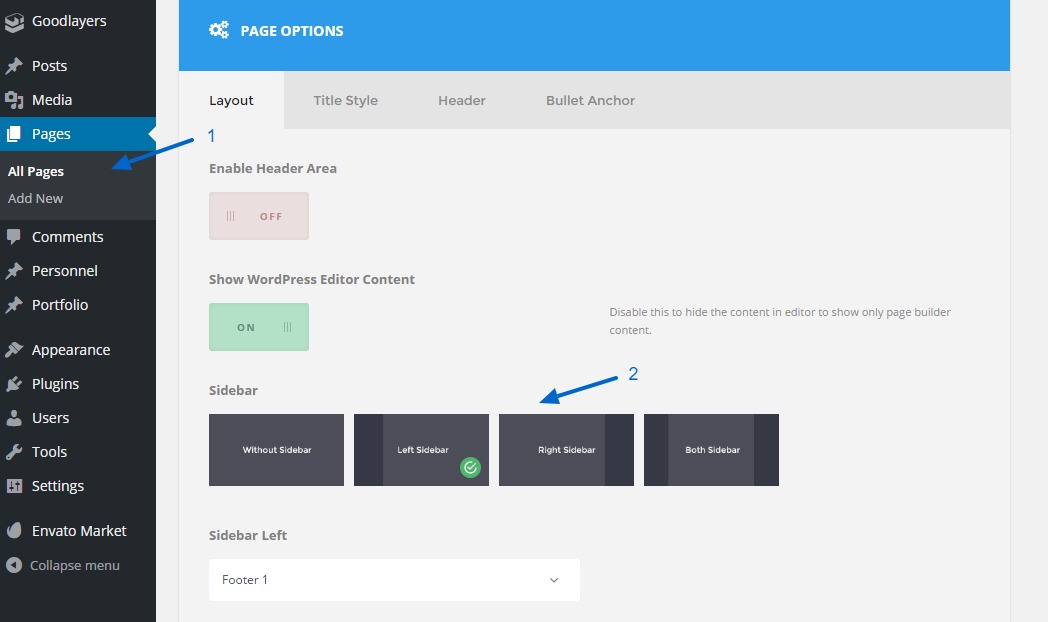 Goodlayers
Posts
Media
Pages
All Pages
Add New
Comments
Personnel
Portfolio
Appearance
Plugins
Users
Tools
Settings
Envato Market
Collapse menu
PAGE OPTIONS
Layout
Title Style
Header
Bullet Anchor
1
Enable Header Area
OFF
Show WordPress Editor Content
ON
Disable this to hide the content in editor to show only page builder
content.
2
Sidebar
Without Sidebar
Left Sidebar
Right Sidebar
Both Sidebar
Sidebar Left
Footer 1